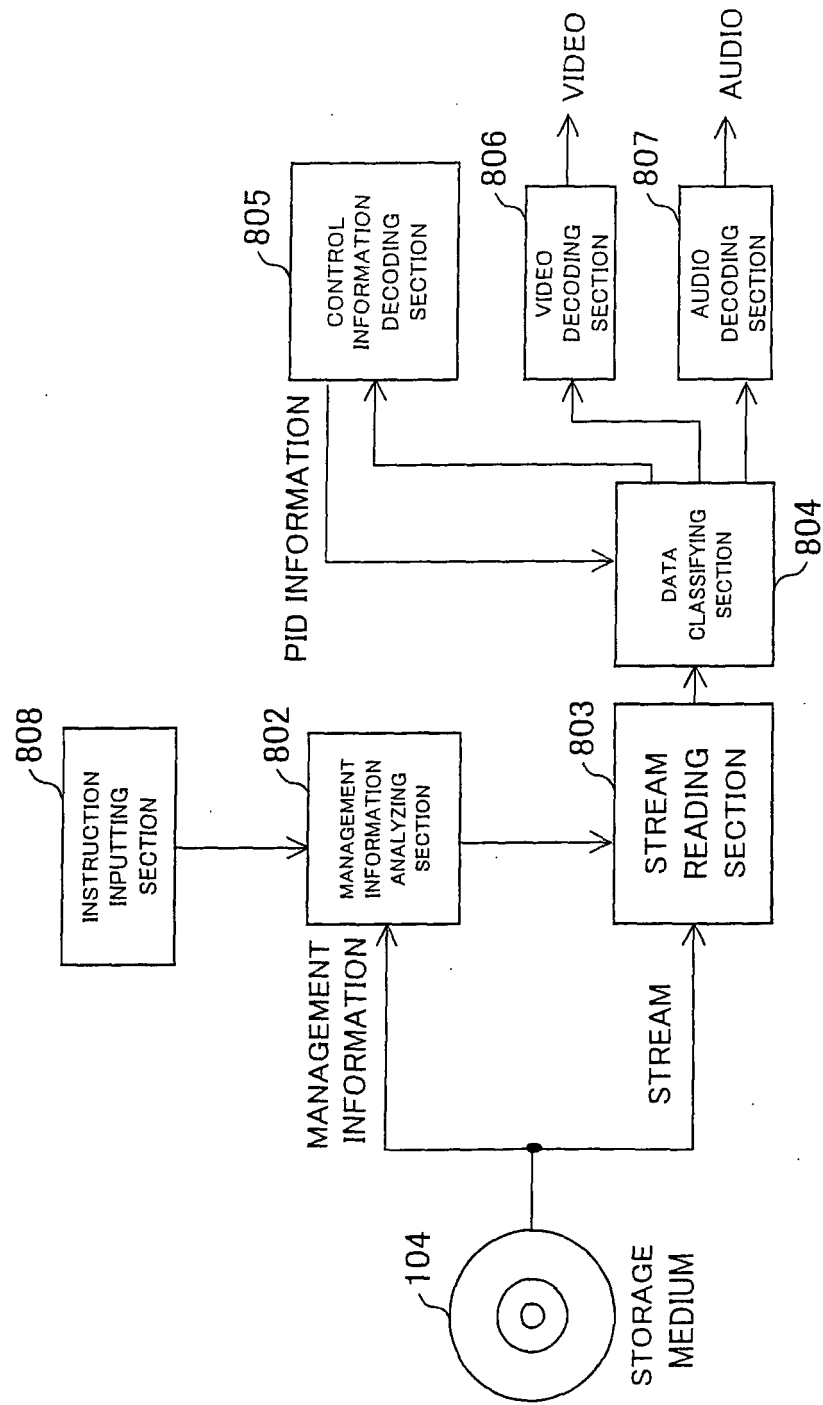 808
INSTRUCTION
INPUTTING
SECTION
802
MANAGEMENT
INFORMATION
ANALYZING
SECTION
MANAGEMENT
INFORMATION
104
STORAGE
MEDIUM
STREAM
803
STREAM
READING
SECTION
PID INFORMATION
805
CONTROL
INFORMATION
DECODING
SECTION
DATA
CLASSIFYING
SECTION
804
806
VIDEO
DECODING
SECTION
VIDEO
807
AUDIO
DECODING
SECTION
AUDIO